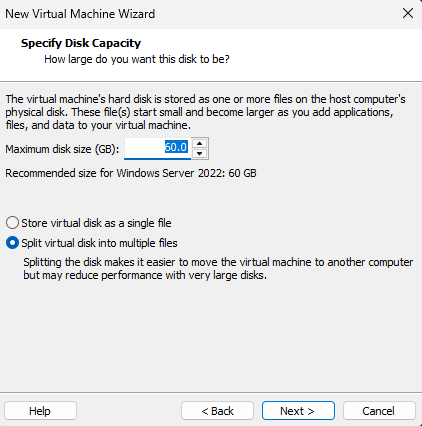 New Virtual Machine Wizard
Specify Disk Capacity
How large do you want this disk to be?
The virtual machine's hard disk is stored as one or more files on the host computer's
physical disk. These file(s) start small and become larger as you add applications,
files, and data to your virtual machine.
Maximum disk size (GB): 60.0
Recommended size for Windows Server 2022: 60 GB
Store virtual disk as a single file
Split virtual disk into multiple files
Splitting the disk makes it easier to move the virtual machine to another computer
but may reduce performance with very large disks.
Help < Back Next > Cancel